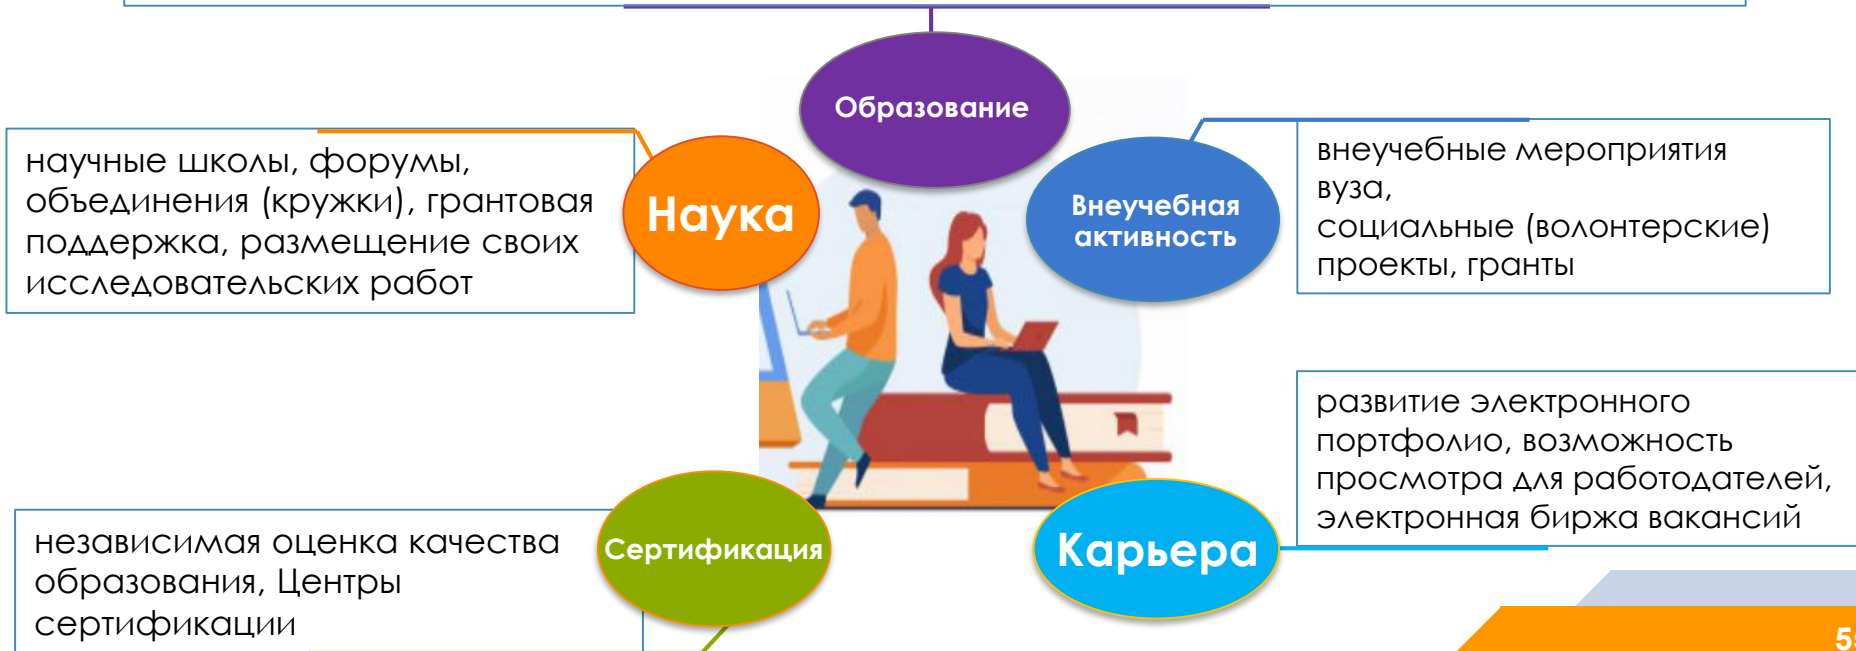 Образование
научные школы, форумы,
объединения (кружки), грантовая
поддержка, размещение своих
исследовательских работ
Наука
Внеучебная
активность
внеучебные мероприятия
вуза,
социальные (волонтерские)
проекты, гранты
независимая оценка качества
образования, Центры
сертификации
Сертификация
Карьера
развитие электронного
портфолио, возможность
просмотра для работодателей,
электронная биржа вакансий